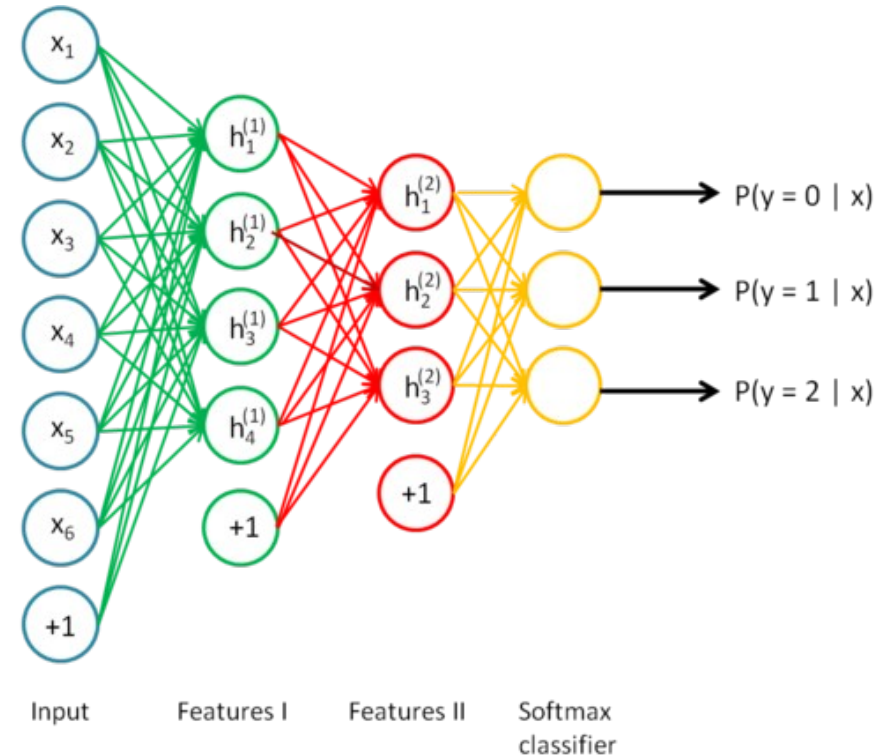 x₁
x₂
x₃
x₄
x₅
x₆
+1
h₁⁽¹⁾
h₂⁽¹⁾
h₃⁽¹⁾
h₄⁽¹⁾
+1
h₁⁽²⁾
h₂⁽²⁾
h₃⁽²⁾
+1
P(y = 0 | x)
P(y = 1 | x)
P(y = 2 | x)
Input
Features I
Features II
Softmax
classifier